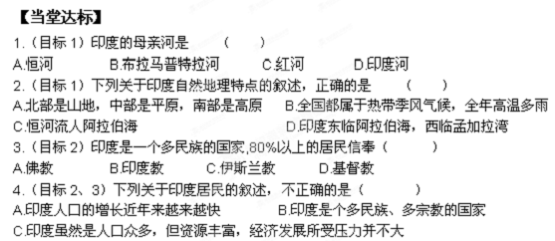 【当堂达标】
1.（目标1）印度的母亲河是 （ ）
A.恒河 B.布拉马普特拉河 C.红河 D.印度河
2.（目标1）下列关于印度自然地理特点的叙述，正确的是 （ ）
A.北部是山地，中部是平原，南部是高原 B.全国都属于热带季风气候，全年高温多雨
C.恒河流入阿拉伯海 D.印度东临阿拉伯海，西临孟加拉湾
3.（目标2）印度是一个多民族的国家,80%以上的居民信奉（ ）
A.佛教 B.印度教 C.伊斯兰教 D.基督教
4.（目标2、3）下列关于印度居民的叙述，不正确的是（ ）
A.印度人口的增长近年来越来越快 B.印度是个多民族、多宗教的国家
C.印度虽然是人口众多，但资源丰富，经济发展所受压力并不大